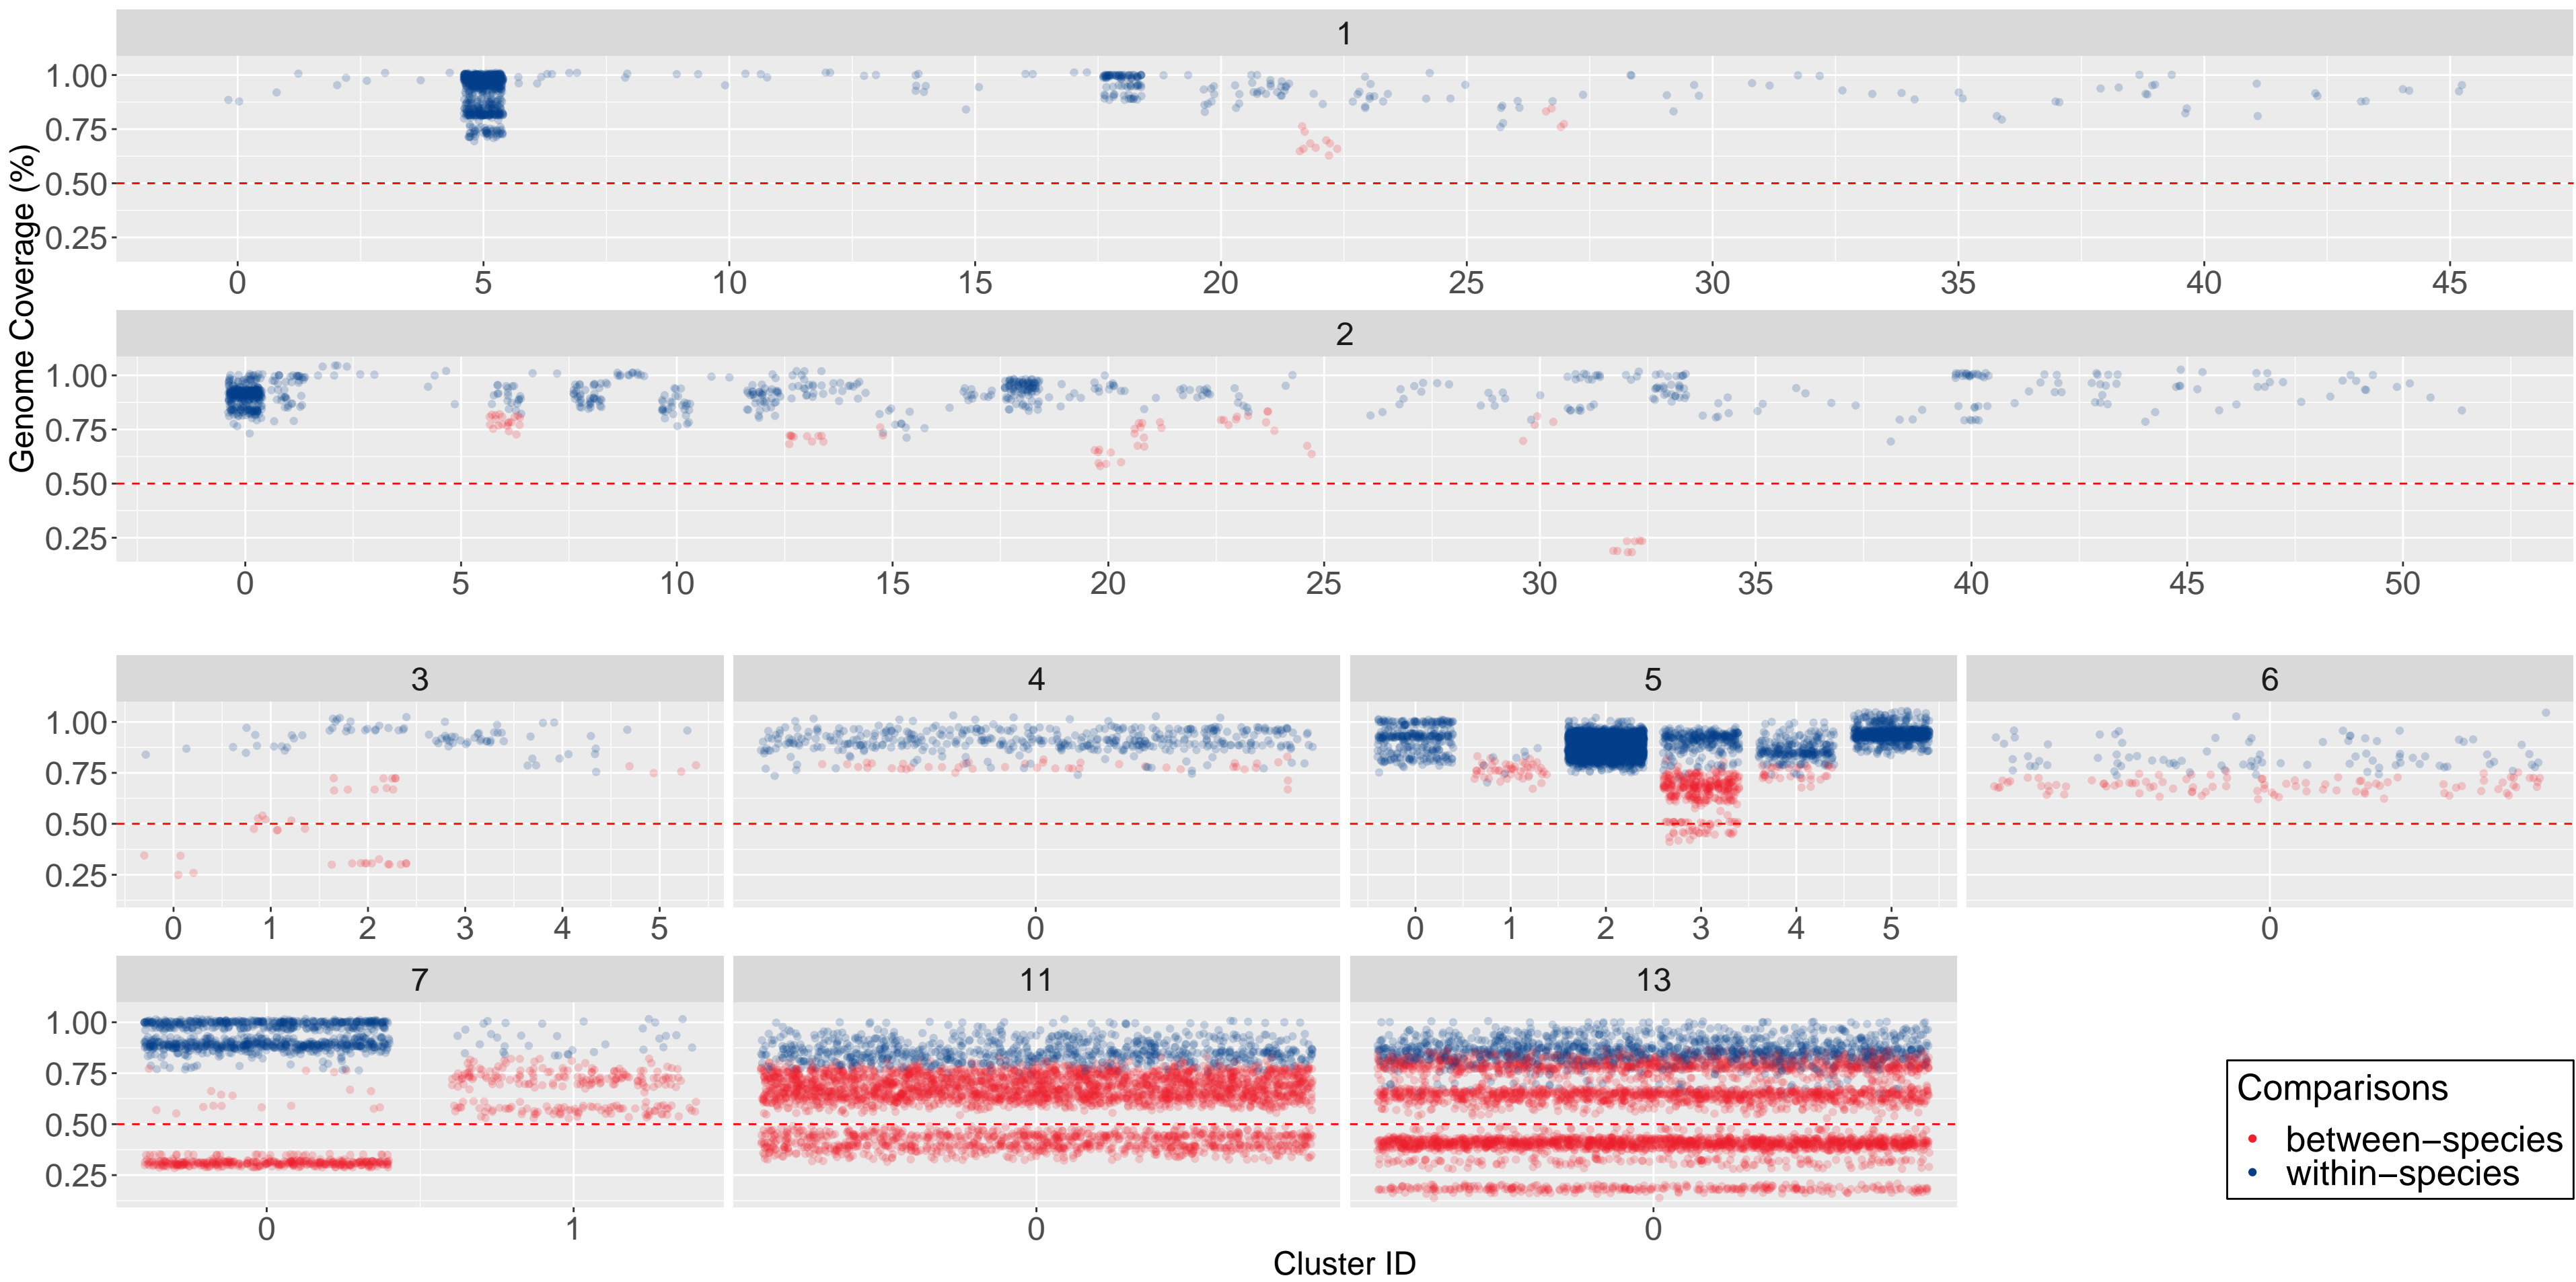 1
1.00
0.75
0.50
0.25
0 5 10 15 20 25 30 35 40 45
Genome Coverage (%)
2
1.00
0.75
0.50
0.25
0 5 10 15 20 25 30 35 40 45 50
3 4 5 6
1.00
0.75
0.50
0.25
0 1 2 3 4 5 0 0 1 2 3 4 5 0
7 11 13
1.00
0.75
0.50
0.25
0 1 0 0
Cluster ID
Comparisons
between−species
within−species